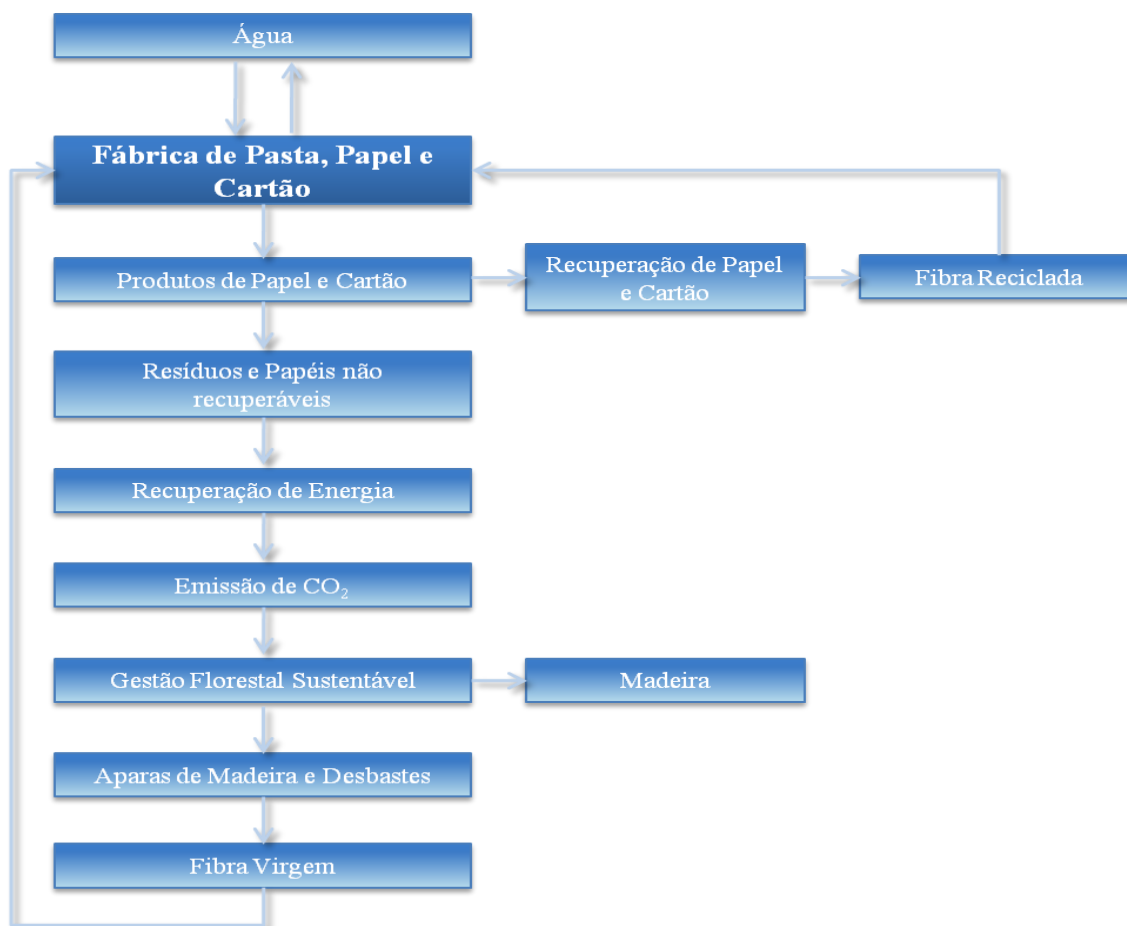 Água
Fábrica de Pasta, Papel e
Cartão
Produtos de Papel e Cartão
Recuperação de Papel
e Cartão
Fibra Reciclada
Resíduos e Papéis não
recuperáveis
Recuperação de Energia
Emissão de CO₂
Gestão Florestal Sustentável
Madeira
Aparas de Madeira e Desbastes
Fibra Virgem